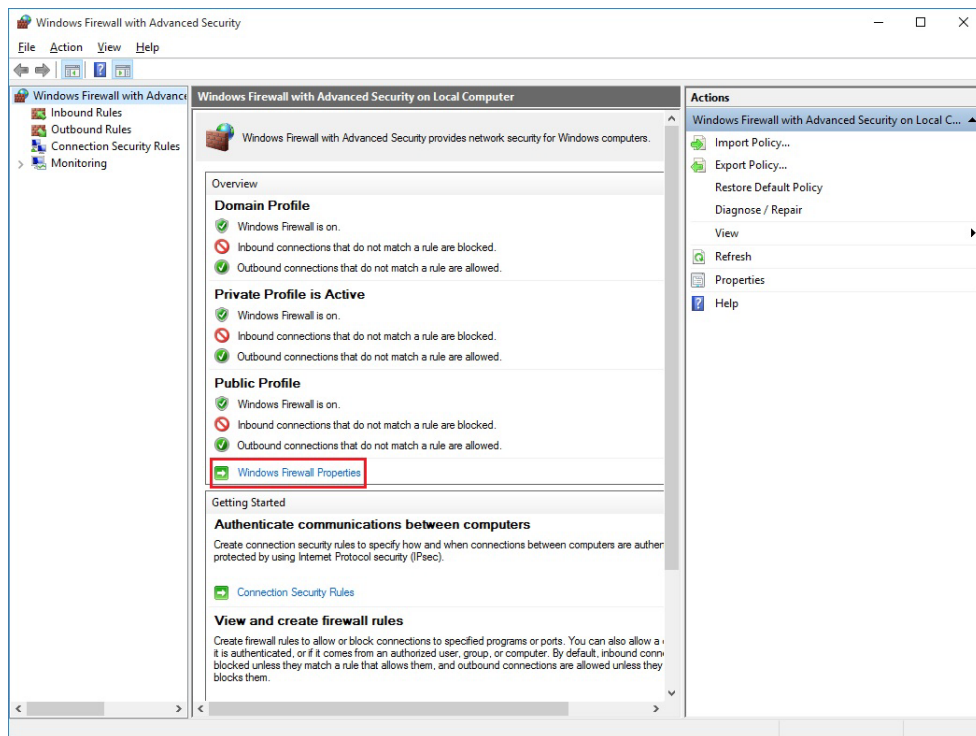 Windows Firewall with Advanced Security
File Action View Help
Windows Firewall with Advance
Inbound Rules
Outbound Rules
Connection Security Rules
Monitoring
Windows Firewall with Advanced Security on Local Computer
Windows Firewall with Advanced Security provides network security for Windows computers.
Overview
Domain Profile
Windows Firewall is on.
Inbound connections that do not match a rule are blocked.
Outbound connections that do not match a rule are allowed.
Private Profile is Active
Windows Firewall is on.
Inbound connections that do not match a rule are blocked.
Outbound connections that do not match a rule are allowed.
Public Profile
Windows Firewall is on.
Inbound connections that do not match a rule are blocked.
Outbound connections that do not match a rule are allowed.
Windows Firewall Properties
Getting Started
Authenticate communications between computers
Create connection security rules to specify how and when connections between computers are authen
protected by using Internet Protocol security (IPsec).
Connection Security Rules
View and create firewall rules
Create firewall rules to allow or block connections to specified programs or ports. You can also allow a
it is authenticated, or if it comes from an authorized user, group, or computer. By default, inbound conn
blocked unless they match a rule that allows them, and outbound connections are allowed unless they
blocks them.
Actions
Windows Firewall with Advanced Security on Local C...
Import Policy...
Export Policy...
Restore Default Policy
Diagnose / Repair
View
Refresh
Properties
Help